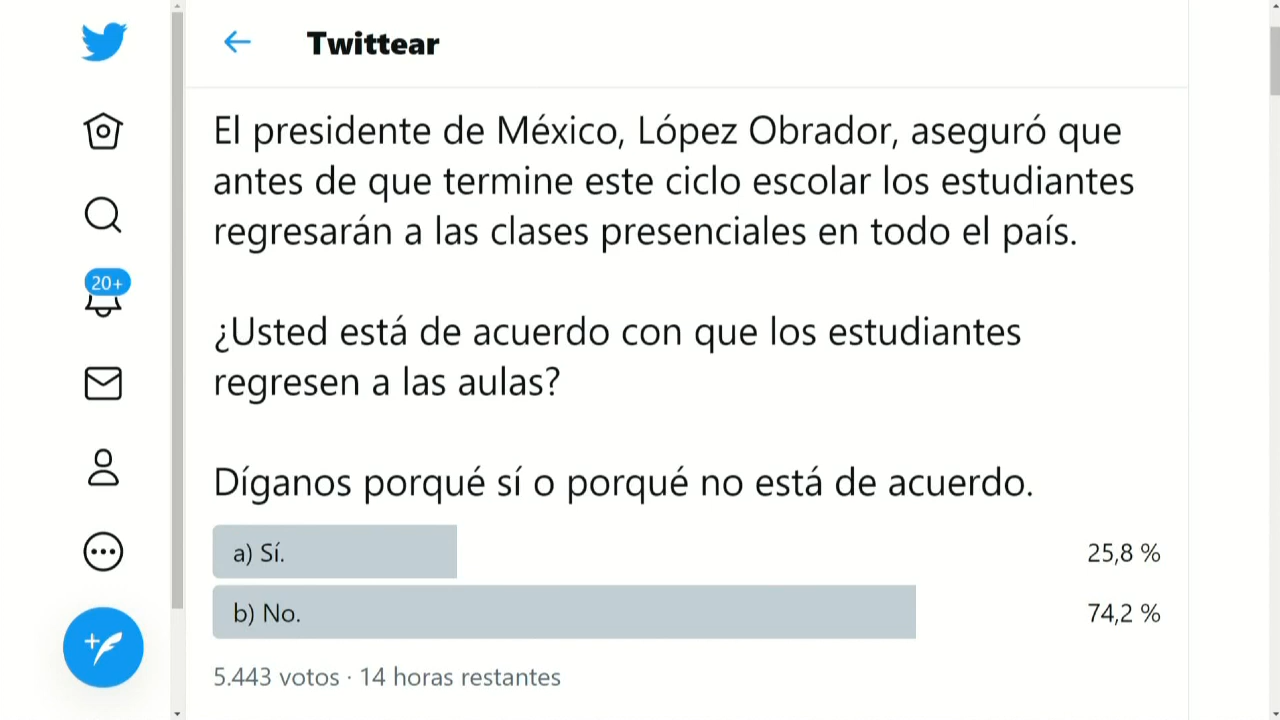 Twittear
El presidente de México, López Obrador, aseguró que
antes de que termine este ciclo escolar los estudiantes
regresarán a las clases presenciales en todo el país.
¿Usted está de acuerdo con que los estudiantes
regresen a las aulas?
Díganos porqué sí o porqué no está de acuerdo.
a) Sí. 25,8 %
b) No. 74,2 %
5.443 votos · 14 horas restantes
20+